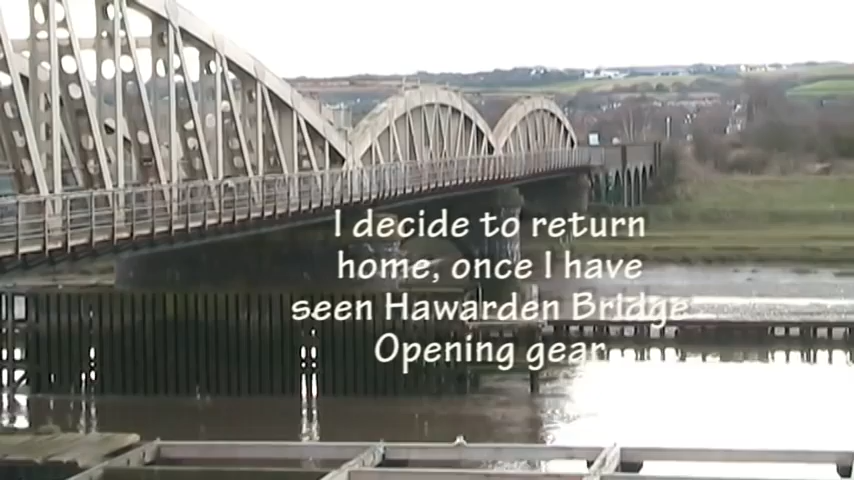 I decide to return
home, once I have
seen Hawarden Bridge
Opening gear